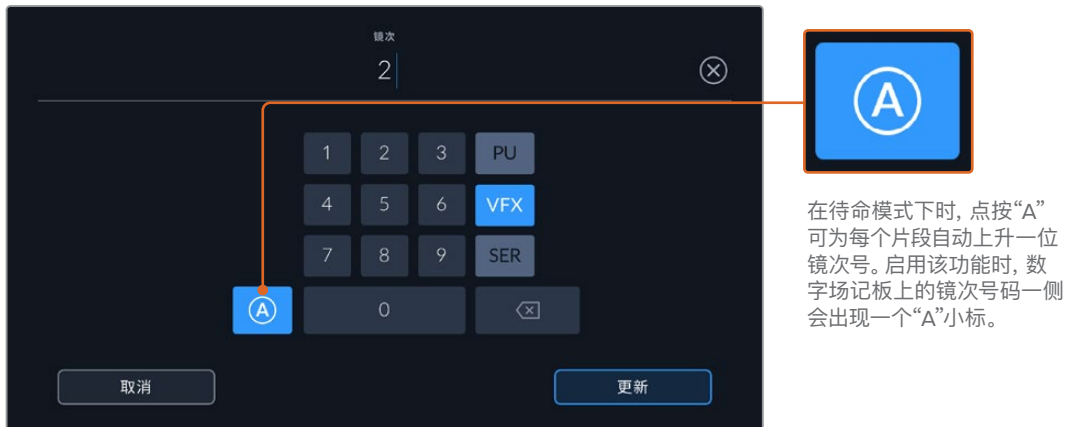 镜次
2
1 2 3 PU
4 5 6 VFX
7 8 9 SER
A 0
取消 更新
A
在待命模式下时, 点按“A”
可为每个片段自动上升一位
镜次号。启用该功能时, 数
字场记板上的镜次号码一侧
会出现一个“A”小标。